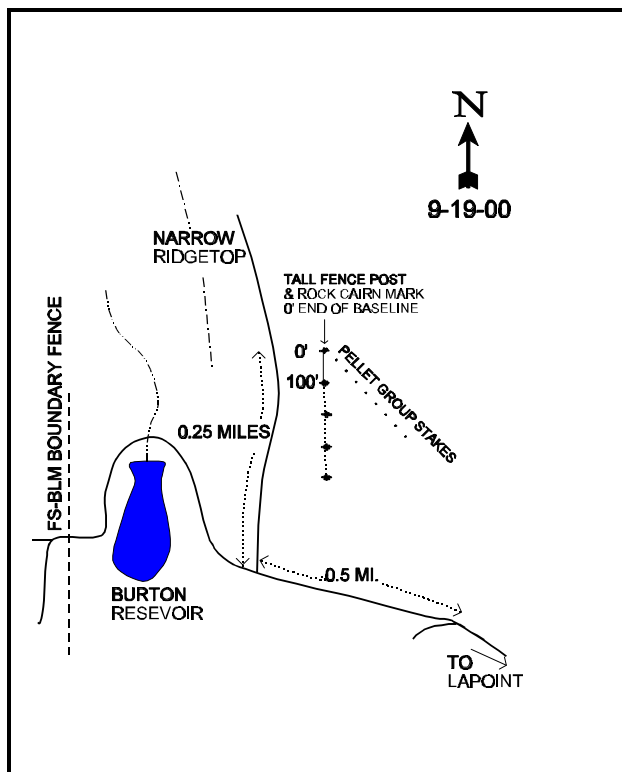 N
9-19-00
NARROW
RIDGETOP
TALL FENCE POST
& ROCK CAIRN MARK
0' END OF BASELINE
0'
100'
PELLET GROUP STAKES
0.25 MILES
FS-BLM BOUNDARY FENCE
0.5 MI.
BURTON
RESEVOIR
TO
LAPOINT